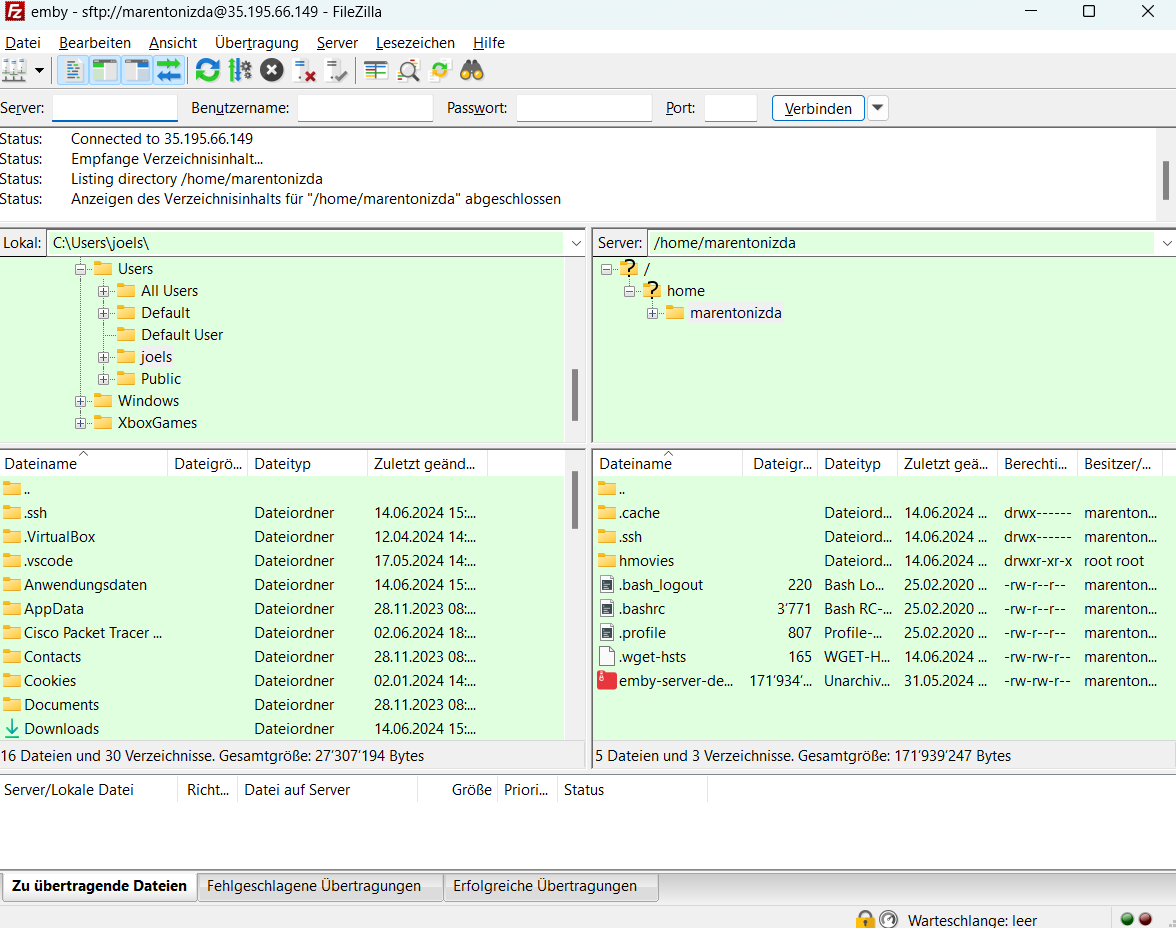 emby - sftp://marentonizda@35.195.66.149 - FileZilla
Datei Bearbeiten Ansicht Übertragung Server Lesezeichen Hilfe
Server: Benutzername: Passwort: Port: Verbinden
Status: Connected to 35.195.66.149
Status: Empfange Verzeichnisinhalt...
Status: Listing directory /home/marentonizda
Status: Anzeigen des Verzeichnisinhalts für "/home/marentonizda" abgeschlossen
Lokal: C:\Users\joels\
Users
All Users
Default
Default User
joels
Public
Windows
XboxGames
Server: /home/marentonizda
/
home
marentonizda
Dateiname Dateigrö... Dateityp Zuletzt geänd...
..
.ssh Dateiordner 14.06.2024 15:...
.VirtualBox Dateiordner 12.04.2024 14:...
.vscode Dateiordner 17.05.2024 14:...
Anwendungsdaten Dateiordner 14.06.2024 15:...
AppData Dateiordner 28.11.2023 08:...
Cisco Packet Tracer ... Dateiordner 02.06.2024 18:...
Contacts Dateiordner 28.11.2023 08:...
Cookies Dateiordner 02.01.2024 14:...
Documents Dateiordner 28.11.2023 08:...
Downloads Dateiordner 14.06.2024 15:...
16 Dateien und 30 Verzeichnisse. Gesamtgröße: 27’307’194 Bytes
Dateiname Dateigr... Dateityp Zuletzt geä... Berechti... Besitzer/...
..
.cache Dateiord... 14.06.2024 ... drwx------ marenton...
.ssh Dateiord... 14.06.2024 ... drwx------ marenton...
hmovies Dateiord... 14.06.2024 ... drwxr-xr-x root root
.bash_logout 220 Bash Lo... 25.02.2020 ... -rw-r--r-- marenton...
.bashrc 3’771 Bash RC-... 25.02.2020 ... -rw-r--r-- marenton...
.profile 807 Profile-... 25.02.2020 ... -rw-r--r-- marenton...
.wget-hsts 165 WGET-H... 14.06.2024 ... -rw-rw-r-- marenton...
emby-server-de... 171’934’... Unarchiv... 31.05.2024 ... -rw-rw-r-- marenton...
5 Dateien und 3 Verzeichnisse. Gesamtgröße: 171’939’247 Bytes
Server/Lokale Datei Richt... Datei auf Server Größe Priori... Status
Zu übertragende Dateien Fehlgeschlagene Übertragungen Erfolgreiche Übertragungen
Warteschlange: leer